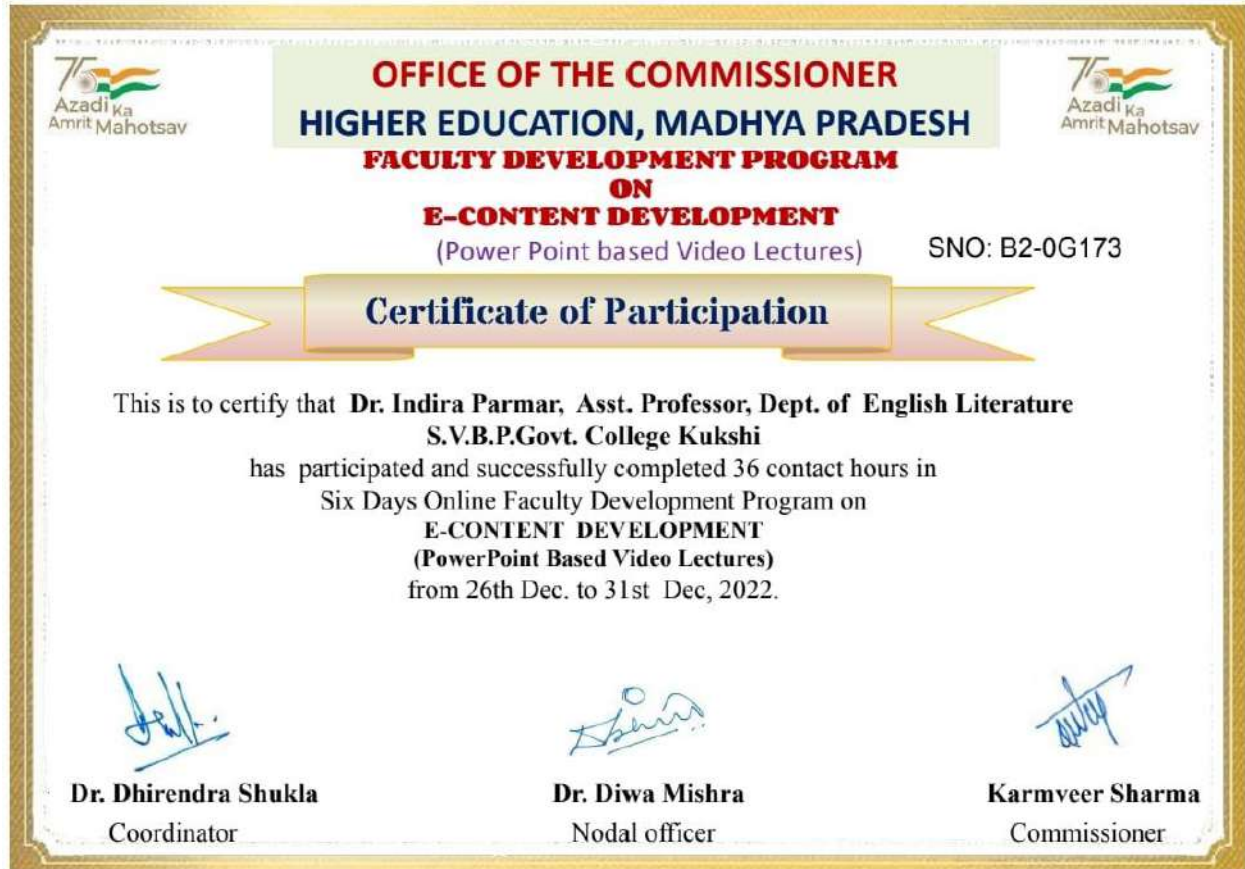 75
Azadi Ka
Amrit Mahotsav
OFFICE OF THE COMMISSIONER
HIGHER EDUCATION, MADHYA PRADESH
75
Azadi Ka
Amrit Mahotsav
FACULTY DEVELOPMENT PROGRAM
ON
E-CONTENT DEVELOPMENT
(Power Point based Video Lectures)
SNO: B2-0G173
Certificate of Participation
This is to certify that Dr. Indira Parmar, Asst. Professor, Dept. of English Literature
S.V.B.P.Govt. College Kukshi
has participated and successfully completed 36 contact hours in
Six Days Online Faculty Development Program on
E-CONTENT DEVELOPMENT
(PowerPoint Based Video Lectures)
from 26th Dec. to 31st Dec, 2022.
Dr. Dhirendra Shukla
Coordinator
Dr. Diwa Mishra
Nodal officer
Karmveer Sharma
Commissioner